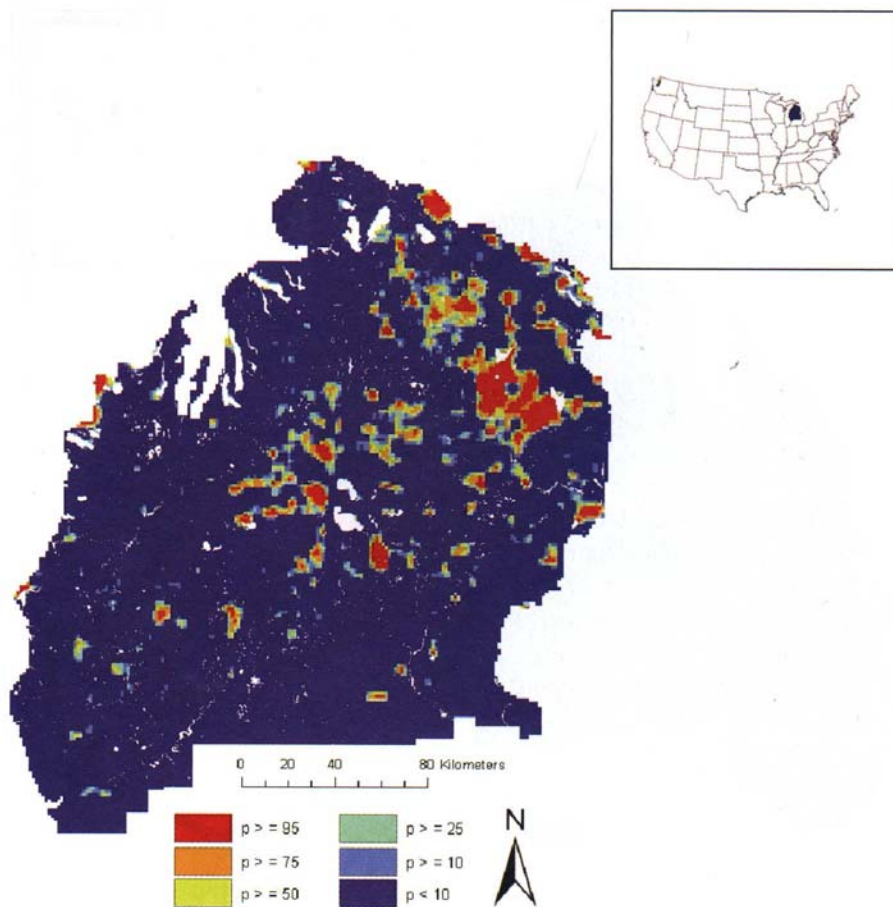 0 20 40 80 Kilometers
p > = 95
p > = 75
p > = 50
p > = 25
p > = 10
p < 10
N